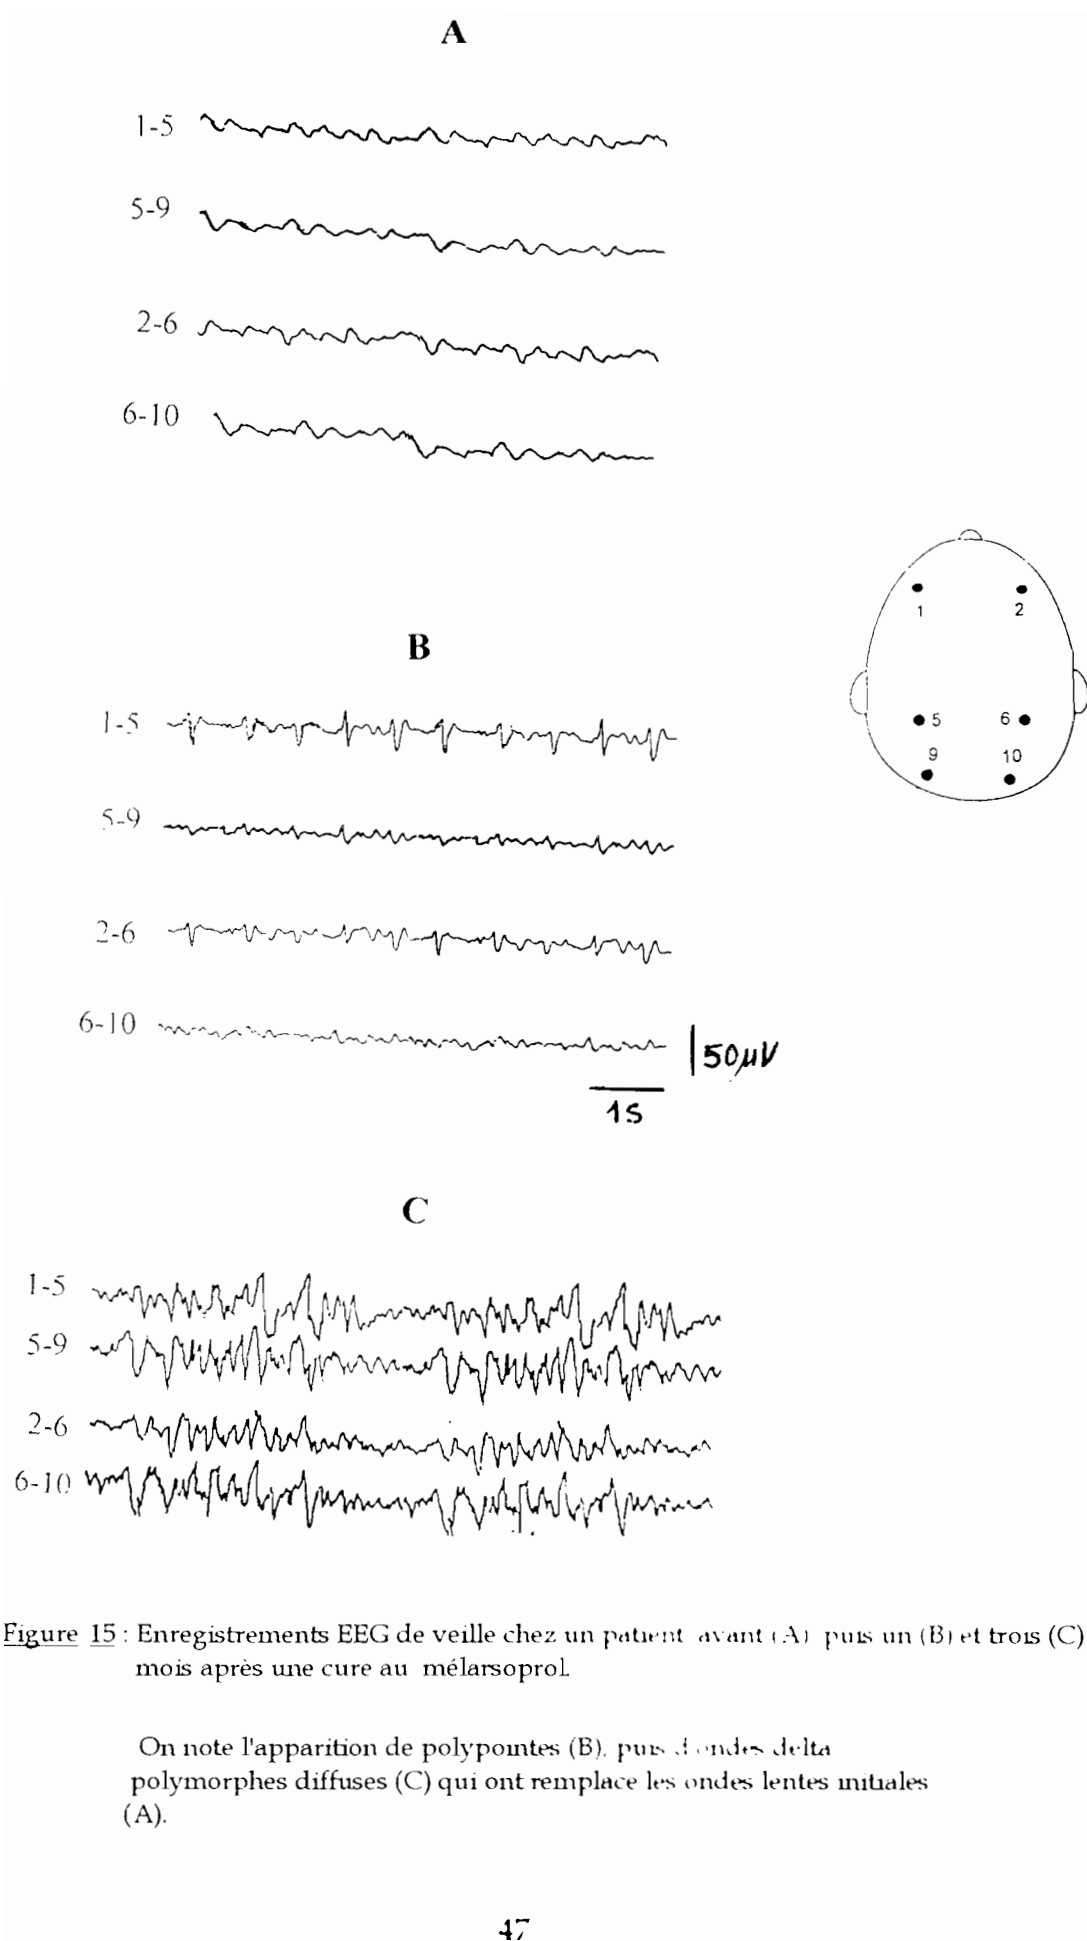 A
1-5
5-9
2-6
6-10
1 2
5 6
9 10
B
1-5
5-9
2-6
6-10
50µV
1s
C
1-5
5-9
2-6
6-10
Figure 15 : Enregistrements EEG de veille chez un patient avant (A) puis un (B) et trois (C)
mois après une cure au mélarsoprol.
On note l'apparition de polypointes (B), puis d'ondes delta
polymorphes diffuses (C) qui ont remplace les ondes lentes initiales
(A).
47